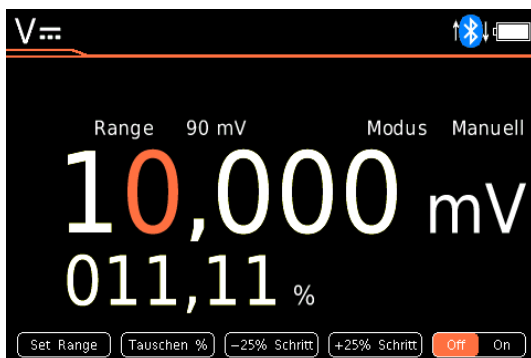 V⎓
Range 90 mV Modus Manuell
10,000 mV
011,11 %
Set Range Tauschen % −25% Schritt +25% Schritt Off On